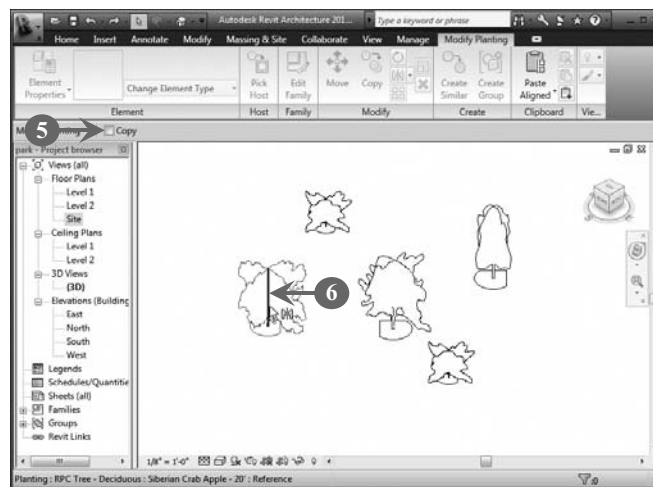 Autodesk Revit Architecture 201...
Type a keyword or phrase
Home Insert Annotate Modify Massing & Site Collaborate View Manage Modify Planting
Element Properties
Change Element Type
Pick Host
Edit Family
Move
Copy
Create Similar
Create Group
Paste Aligned
Element Host Family Modify Create Clipboard Vie...
5
Copy
park - Project browser
Views (all)
Floor Plans
Level 1
Level 2
Site
Ceiling Plans
Level 1
Level 2
3D Views
(3D)
Elevations (Building
East
North
South
West
Legends
Schedules/Quantitie
Sheets (all)
Families
Groups
Revit Links
6
1/8" = 1'-0"
Planting : RPC Tree - Deciduous : Siberian Crab Apple - 20' : Reference
:0